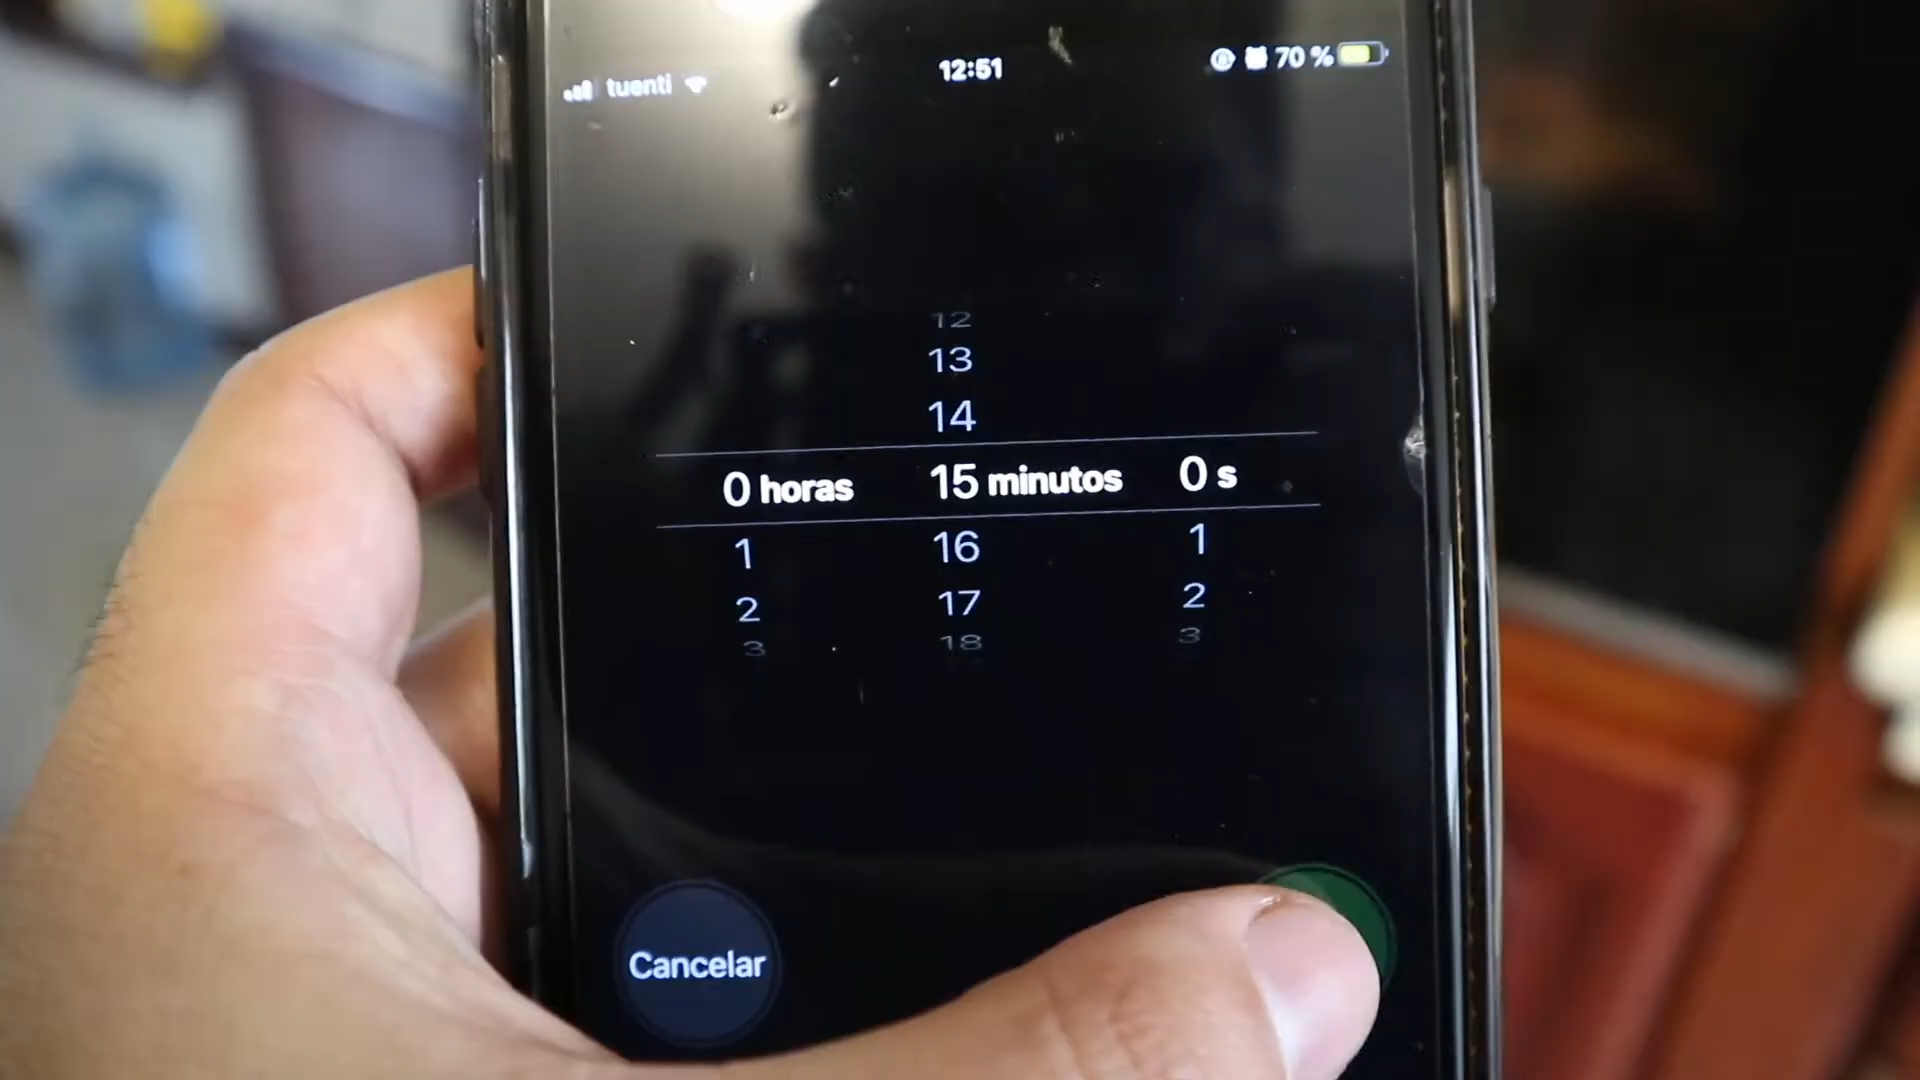 tuenti 12:51 70 %
12
13
14
0 horas 15 minutos 0 s
1 16 1
2 17 2
3 18 3
Cancelar